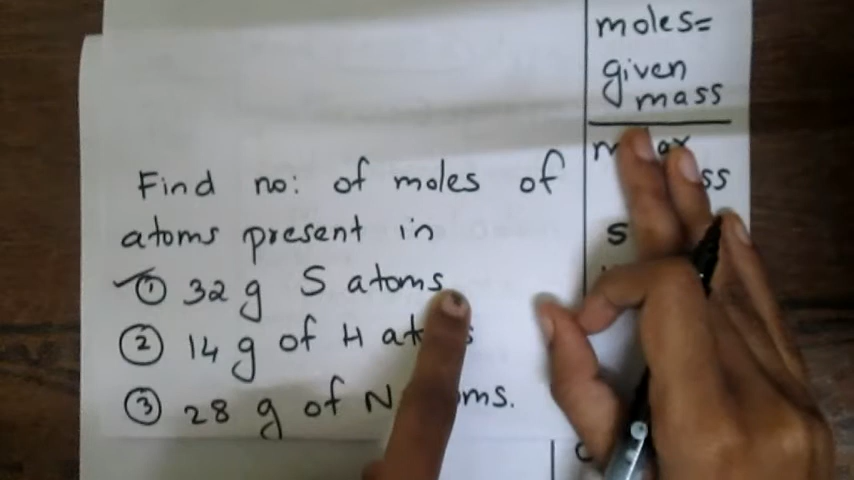 moles=
given
mass
Find no: of moles of
atoms present in
① 32 g S atoms
② 14 g of H
③ 28 g of N
S